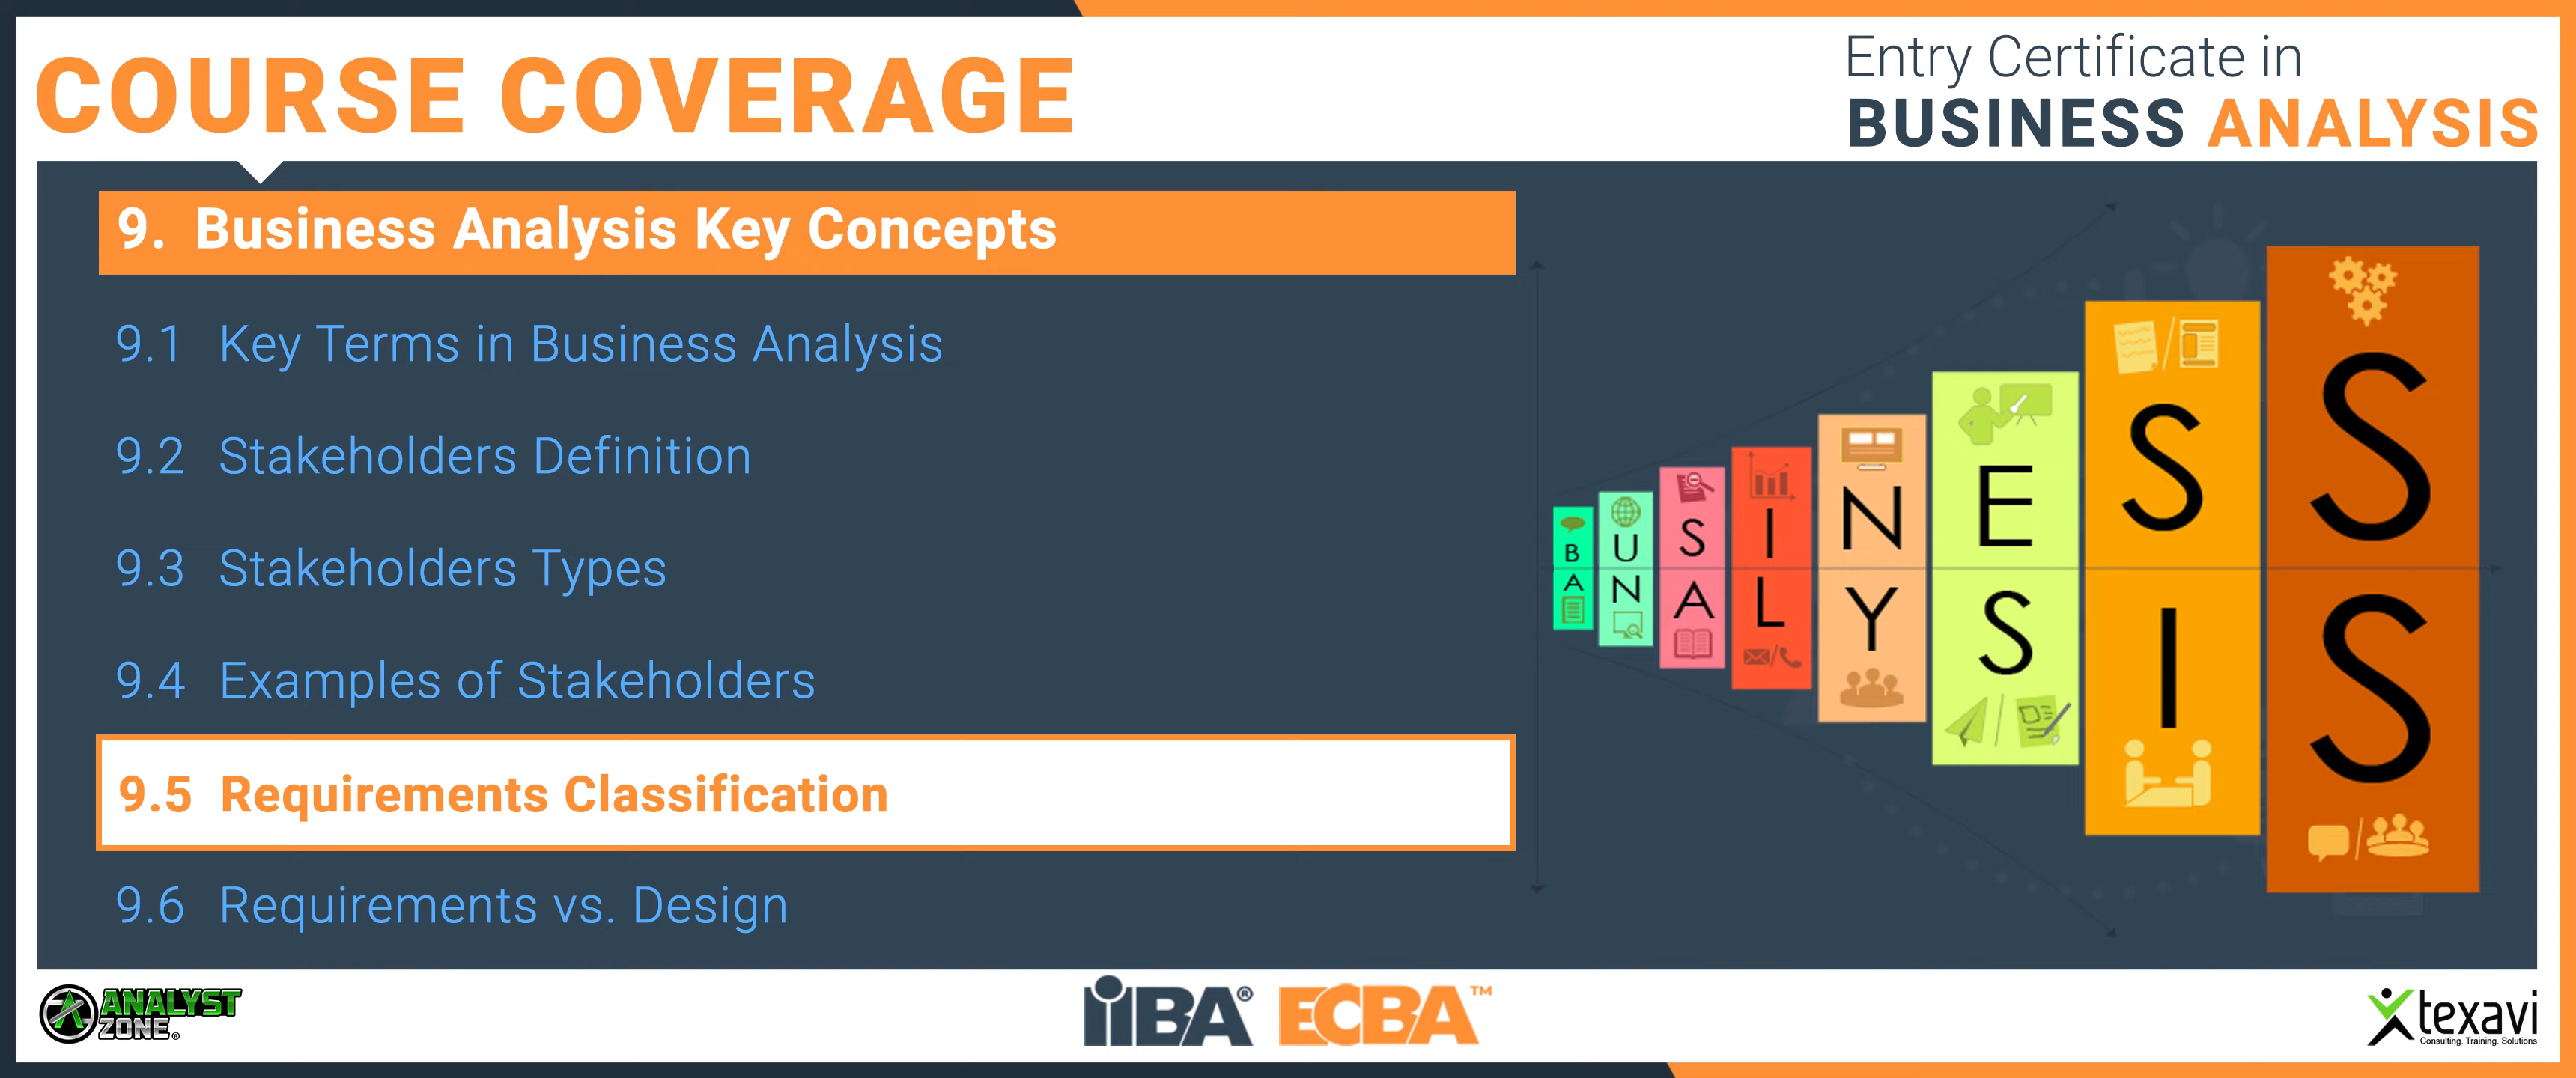 COURSE COVERAGE
Entry Certificate in
BUSINESS ANALYSIS
9. Business Analysis Key Concepts
9.1 Key Terms in Business Analysis
9.2 Stakeholders Definition
9.3 Stakeholders Types
9.4 Examples of Stakeholders
9.5 Requirements Classification
9.6 Requirements vs. Design
B U S I N E S S
A N A L Y S I S
ANALYST
ZONE®
IIBA® ECBA™
texavi
Consulting. Training. Solutions